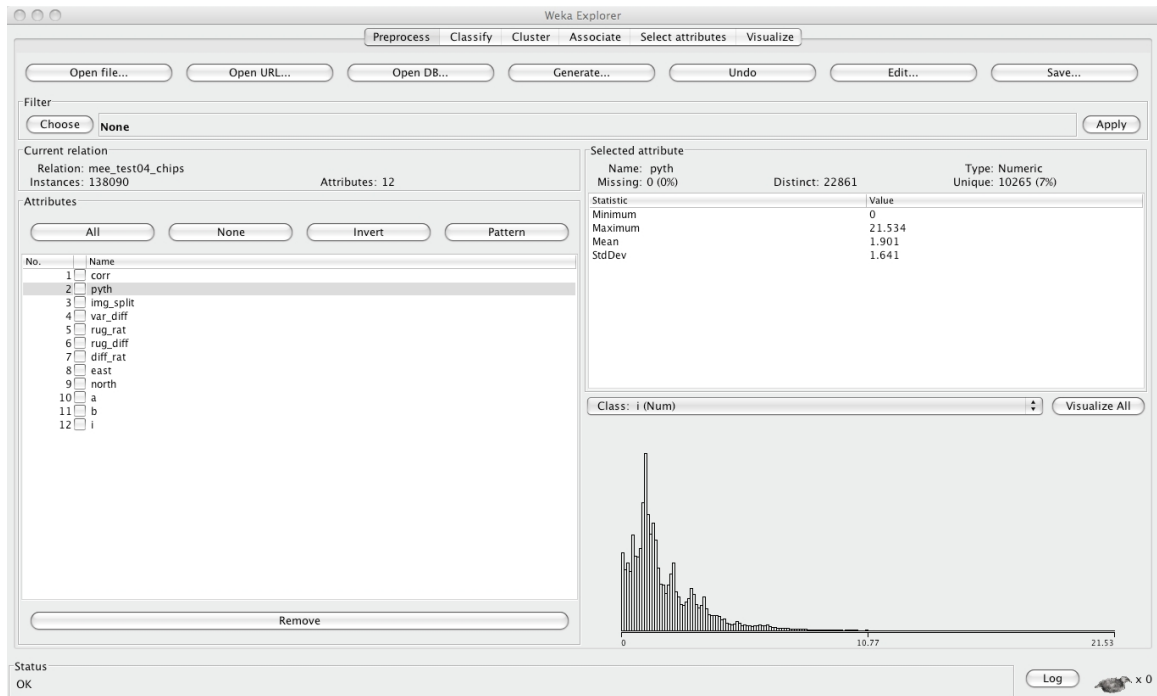 Weka Explorer
Preprocess Classify Cluster Associate Select attributes Visualize
Open file... Open URL... Open DB... Generate... Undo Edit... Save...
Filter
Choose None Apply
Current relation
Relation: mee_test04_chips
Instances: 138090 Attributes: 12
Attributes
All None Invert Pattern
No. Name
1 corr
2 pyth
3 img_split
4 var_diff
5 rug_rat
6 rug_diff
7 diff_rat
8 east
9 north
10 a
11 b
12 i
Remove
Selected attribute
Name: pyth Type: Numeric
Missing: 0 (0%) Distinct: 22861 Unique: 10265 (7%)
Statistic Value
Minimum 0
Maximum 21.534
Mean 1.901
StdDev 1.641
Class: i (Num) Visualize All
0 10.77 21.53
Status
OK
Log x 0